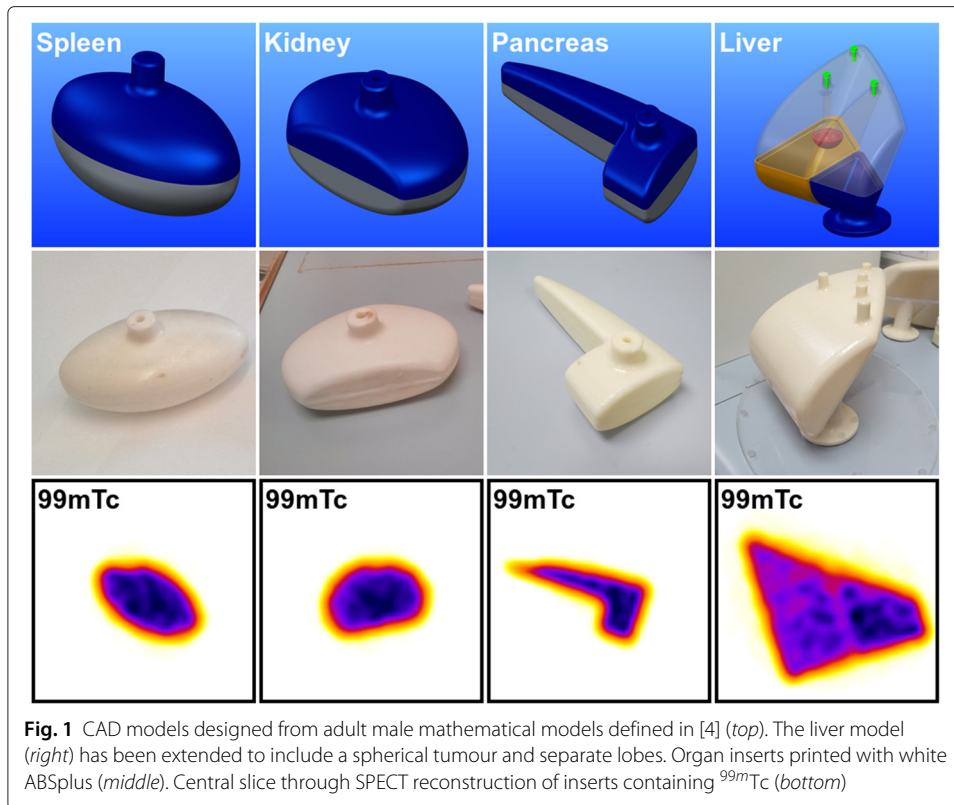 Spleen
Kidney
Pancreas
Liver
99mTc
99mTc
99mTc
99mTc
Fig. 1 CAD models designed from adult male mathematical models defined in [4] (top). The liver model
(right) has been extended to include a spherical tumour and separate lobes. Organ inserts printed with white
ABSplus (middle). Central slice through SPECT reconstruction of inserts containing 99mTc (bottom)